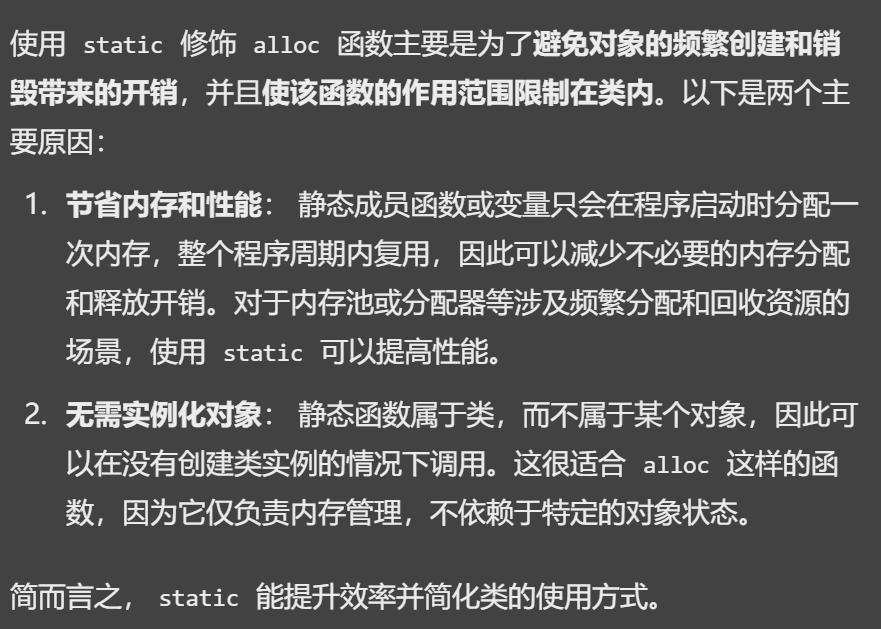 使用 static 修饰 alloc 函数主要是为了避免对象的频繁创建和销
毁带来的开销，并且使该函数的作用范围限制在类内。以下是两个主
要原因：
1. 节省内存和性能： 静态成员函数或变量只会在程序启动时分配一
次内存，整个程序周期内复用，因此可以减少不必要的内存分配
和释放开销。对于内存池或分配器等涉及频繁分配和回收资源的
场景，使用 static 可以提高性能。
2. 无需实例化对象： 静态函数属于类，而不属于某个对象，因此可
以在没有创建类实例的情况下调用。这很适合 alloc 这样的函
数，因为它仅负责内存管理，不依赖于特定的对象状态。
简而言之， static 能提升效率并简化类的使用方式。